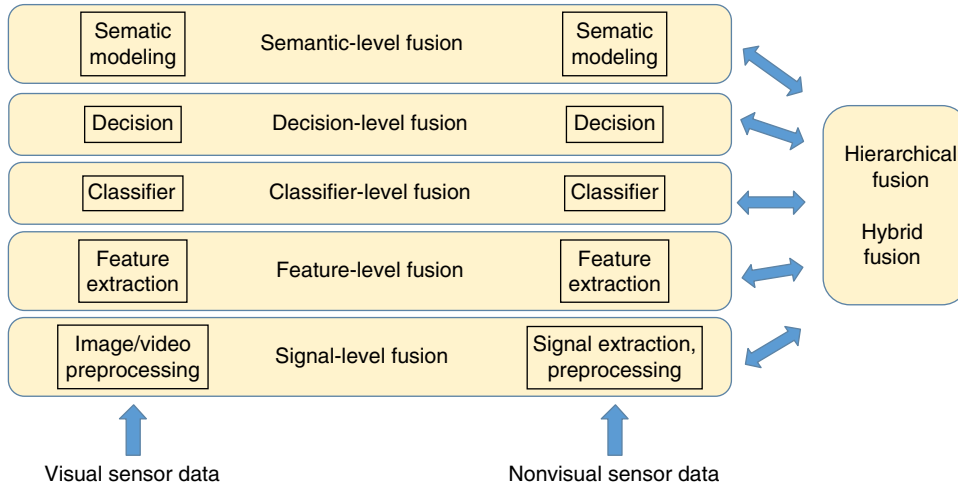 Sematic
modeling
Semantic-level fusion
Sematic
modeling
Decision
Decision-level fusion
Decision
Classifier
Classifier-level fusion
Classifier
Feature
extraction
Feature-level fusion
Feature
extraction
Image/video
preprocessing
Signal-level fusion
Signal extraction,
preprocessing
Hierarchical
fusion
Hybrid
fusion
Visual sensor data
Nonvisual sensor data